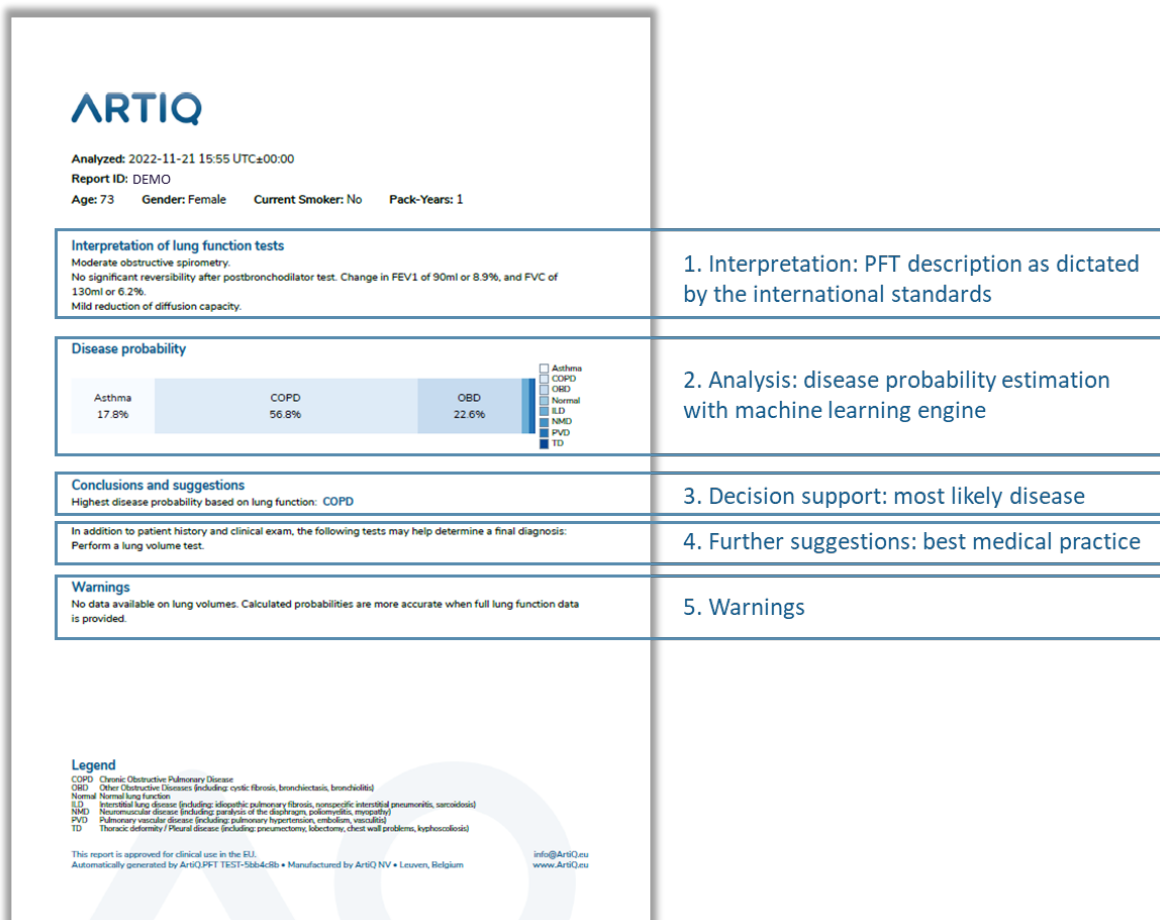 ARTIQ
Analyzed: 2022-11-21 15:55 UTC±00:00
Report ID: DEMO
Age: 73 Gender: Female Current Smoker: No Pack-Years: 1
Interpretation of lung function tests
Moderate obstructive spirometry.
No significant reversibility after postbronchodilator test. Change in FEV1 of 90ml or 8.9%, and FVC of
130ml or 6.2%.
Mild reduction of diffusion capacity.
1. Interpretation: PFT description as dictated
by the international standards
Disease probability
Asthma
17.8%
COPD
56.8%
OBD
22.6%
Asthma
COPD
OBD
Normal
ILD
NMD
PVD
TD
2. Analysis: disease probability estimation
with machine learning engine
Conclusions and suggestions
Highest disease probability based on lung function: COPD
3. Decision support: most likely disease
In addition to patient history and clinical exam, the following tests may help determine a final diagnosis:
Perform a lung volume test.
4. Further suggestions: best medical practice
Warnings
No data available on lung volumes. Calculated probabilities are more accurate when full lung function data
is provided.
5. Warnings
Legend
COPD Chronic Obstructive Pulmonary Disease
OBD Other Obstructive Diseases (including: cystic fibrosis, bronchiectasis, bronchiolitis)
Normal Normal lung function
ILD Interstitial lung disease (including: idiopathic pulmonary fibrosis, nonspecific interstitial pneumonitis, sarcoidosis)
NMD Neuromuscular disease (including: paralysis of the diaphragm, poliomyelitis, myopathy)
PVD Pulmonary vascular disease (including: pulmonary hypertension, embolism, vasculitis)
TD Thoracic deformity / Pleural disease (including: pneumectomy, lobectomy, chest wall problems, kyphoscoliosis)
This report is approved for clinical use in the EU.
Automatically generated by ArtiQ.PFT TEST-5bb4c8b • Manufactured by ArtiQ NV • Leuven, Belgium
info@ArtiQ.eu
www.ArtiQ.eu